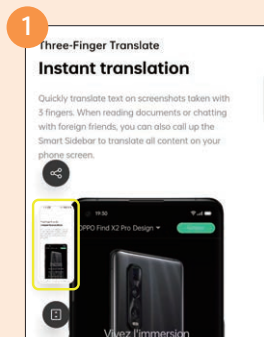 1
Three-Finger Translate
Instant translation
Quickly translate text on screenshots taken with
3 fingers. When reading documents or chatting
with foreign friends, you can also call up the
Smart Sidebar to translate all content on your
phone screen.
19:50
OPPO Find X2 Pro Design
Vivez l'immersion